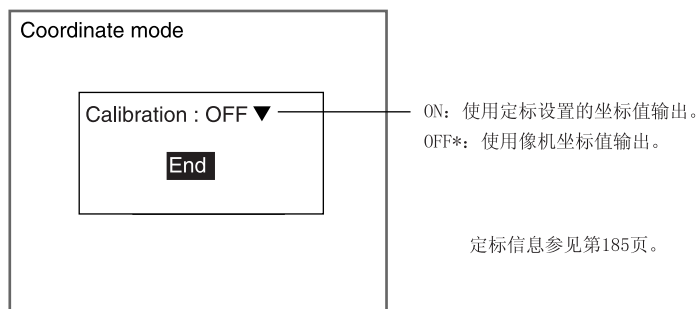 Coordinate mode
Calibration : OFF ▼
End
ON: 使用定标设置的坐标值输出。
OFF*: 使用像机坐标值输出。
定标信息参见第185页。